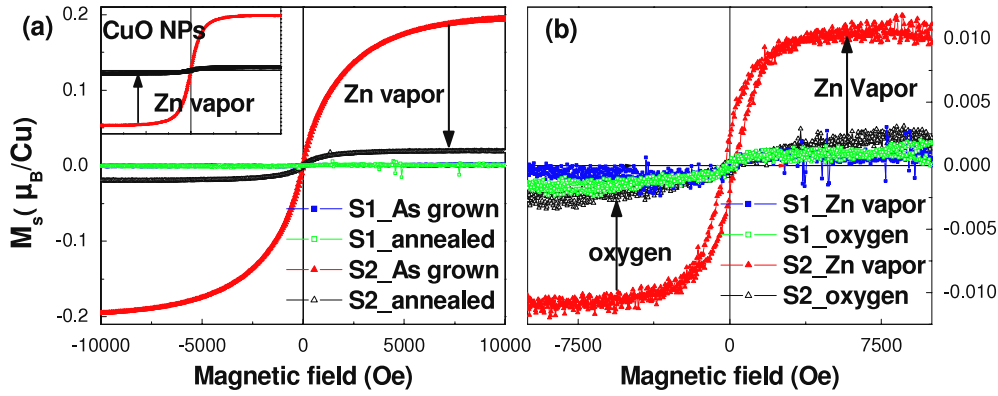 (a)
CuO NPs
Zn vapor
Zn vapor
S1_As grown
S1_annealed
S2_As grown
S2_annealed
0.2
0.1
0.0
-0.1
-0.2
Ms( μB/Cu)
-10000 -5000 0 5000 10000
Magnetic field (Oe)
(b)
Zn Vapor
oxygen
S1_Zn vapor
S1_oxygen
S2_Zn vapor
S2_oxygen
0.010
0.005
0.000
-0.005
-0.010
-7500 0 7500
Magnetic field (Oe)